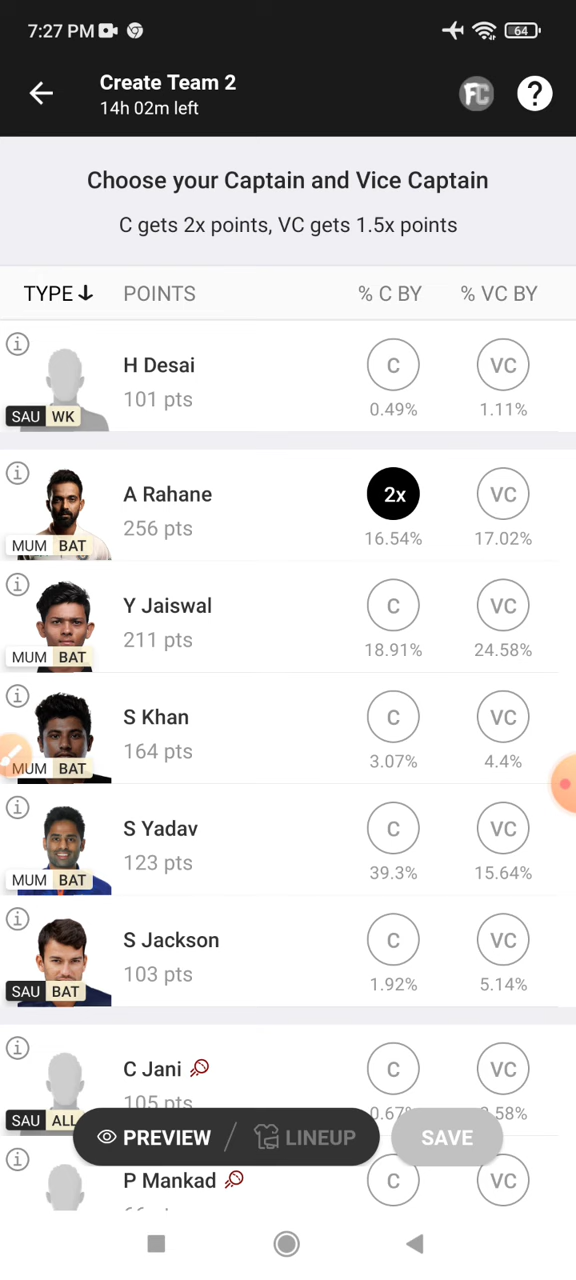 7:27 PM
64
Create Team 2
14h 02m left
FC
?
Choose your Captain and Vice Captain
C gets 2x points, VC gets 1.5x points
TYPE POINTS % C BY % VC BY
H Desai
101 pts
C VC
0.49% 1.11%
SAU WK
A Rahane
256 pts
2x VC
16.54% 17.02%
MUM BAT
Y Jaiswal
211 pts
C VC
18.91% 24.58%
MUM BAT
S Khan
164 pts
C VC
3.07% 4.4%
MUM BAT
S Yadav
123 pts
C VC
39.3% 15.64%
MUM BAT
S Jackson
103 pts
C VC
1.92% 5.14%
SAU BAT
C Jani
105 pts
C VC
SAU ALL
PREVIEW LINEUP SAVE
P Mankad
C VC